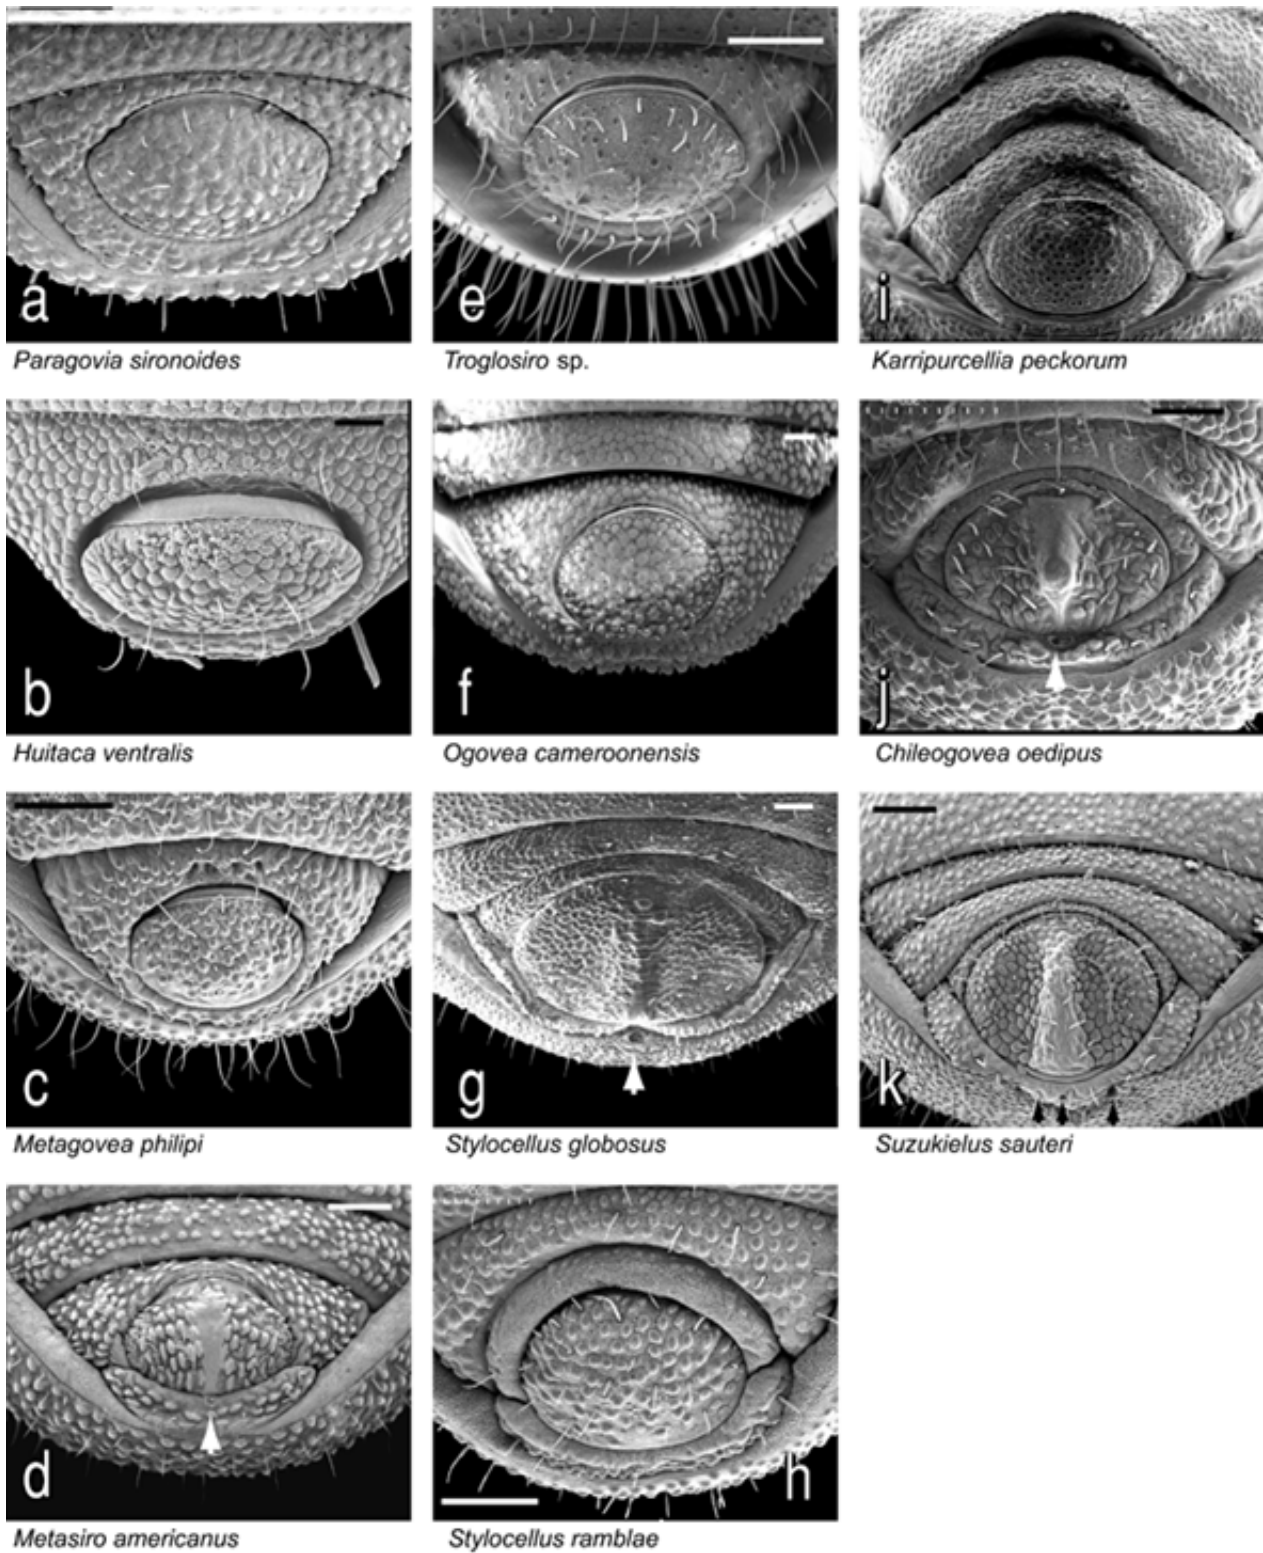 a
e
i
Paragovia sironoides
Troglosiro sp.
Karripurcellia peckorum
b
f
j
Huitaca ventralis
Ogovea cameroonensis
Chileogovea oedipus
c
g
k
Metagovea philipi
Stylocellus globosus
Suzukielus sauteri
d
h
Metasiro americanus
Stylocellus ramblae